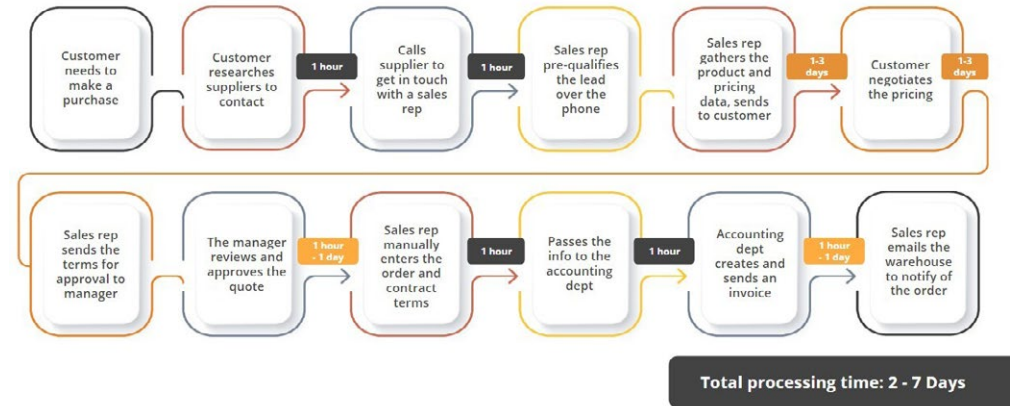 Customer
needs to
make a
purchase
Customer
researches
suppliers to
contact
1 hour
Calls
supplier to
get in touch
with a sales
rep
1 hour
Sales rep
pre-qualifies
the lead
over the
phone
Sales rep
gathers the
product and
pricing
data, sends
to customer
1-3
days
Customer
negotiates
the pricing
1-3
days
Sales rep
sends the
terms for
approval to
manager
The manager
reviews and
approves the
quote
1 hour
- 1 day
Sales rep
manually
enters the
order and
contract
terms
1 hour
Passes the
info to the
accounting
dept
1 hour
Accounting
dept
creates and
sends an
invoice
1 hour
- 1 day
Sales rep
emails the
warehouse
to notify of
the order
Total processing time: 2 - 7 Days